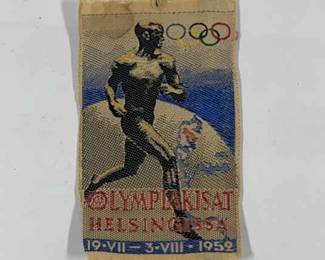 OLYMPIAKISAT
HELSINGISSÄ
19-VII — 3-VIII - 1952